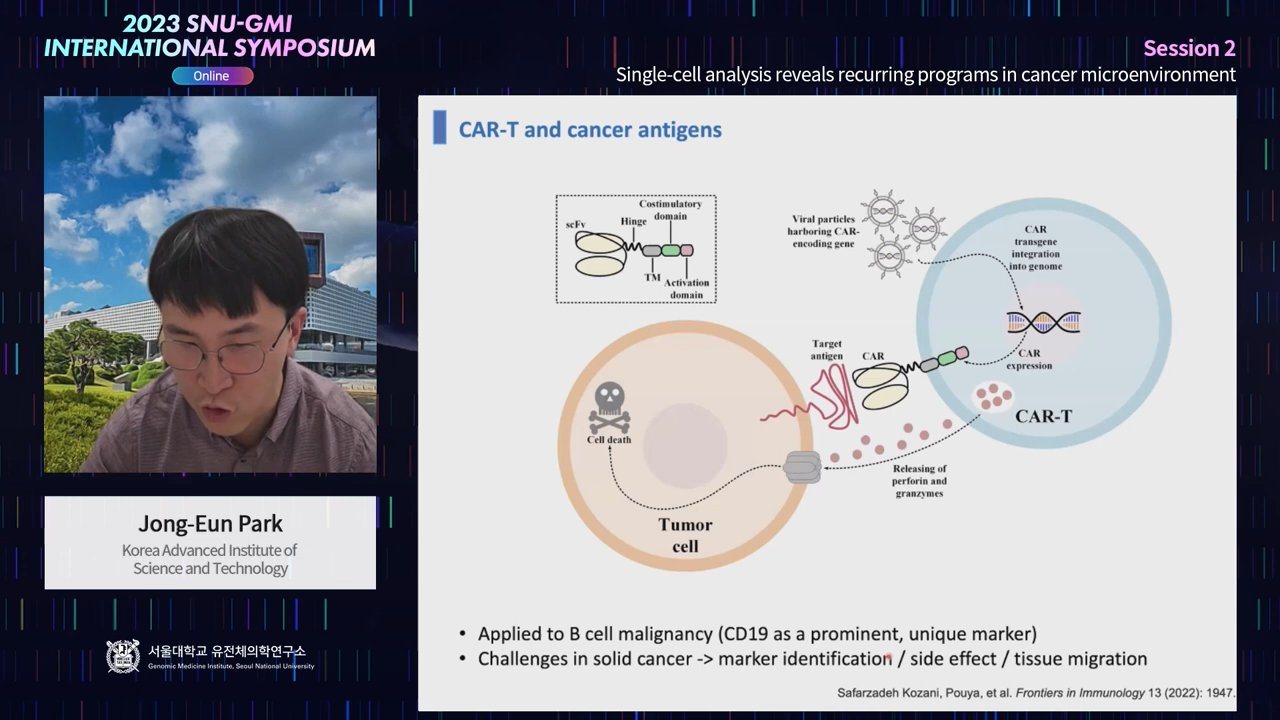 2023 SNU-GMI
INTERNATIONAL SYMPOSIUM
Online
Session 2
Single-cell analysis reveals recurring programs in cancer microenvironment
CAR-T and cancer antigens
scFv
Hinge
Costimulatory
domain
TM
Activation
domain
Viral particles
harboring CAR-
encoding gene
CAR
transgene
integration
into genome
CAR
expression
CAR-T
Target
antigen
CAR
Releasing of
perforin and
granzymes
Cell death
Tumor
cell
• Applied to B cell malignancy (CD19 as a prominent, unique marker)
• Challenges in solid cancer -> marker identification / side effect / tissue migration
Safarzadeh Kozani, Pouya, et al. Frontiers in Immunology 13 (2022): 1947.
Jong-Eun Park
Korea Advanced Institute of
Science and Technology
서울대학교 유전체의학연구소
Genomic Medicine Institute, Seoul National University